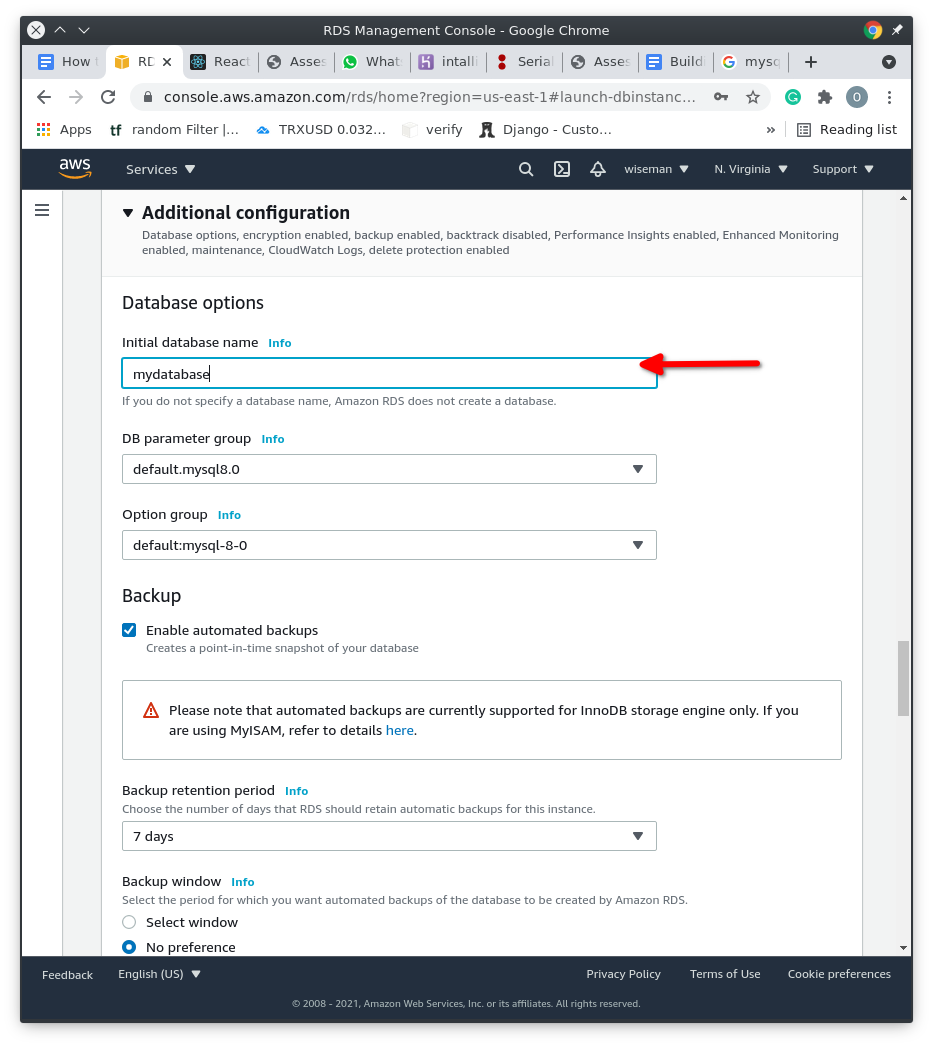 RDS Management Console - Google Chrome
How RD React Asses What intalli Serial Asses Buildi mysq
console.aws.amazon.com/rds/home?region=us-east-1#launch-dbinstanc...
O
Apps tf random Filter |... TRXUSD 0.032... verify Django - Custo... » Reading list
aws Services wiseman N. Virginia Support
Additional configuration
Database options, encryption enabled, backup enabled, backtrack disabled, Performance Insights enabled, Enhanced Monitoring
enabled, maintenance, CloudWatch Logs, delete protection enabled
Database options
Initial database name Info
mydatabase
If you do not specify a database name, Amazon RDS does not create a database.
DB parameter group Info
default.mysql8.0
Option group Info
default:mysql-8-0
Backup
Enable automated backups
Creates a point-in-time snapshot of your database
Please note that automated backups are currently supported for InnoDB storage engine only. If you
are using MyISAM, refer to details here.
Backup retention period Info
Choose the number of days that RDS should retain automatic backups for this instance.
7 days
Backup window Info
Select the period for which you want automated backups of the database to be created by Amazon RDS.
Select window
No preference
Feedback English (US) Privacy Policy Terms of Use Cookie preferences
© 2008 - 2021, Amazon Web Services, Inc. or its affiliates. All rights reserved.